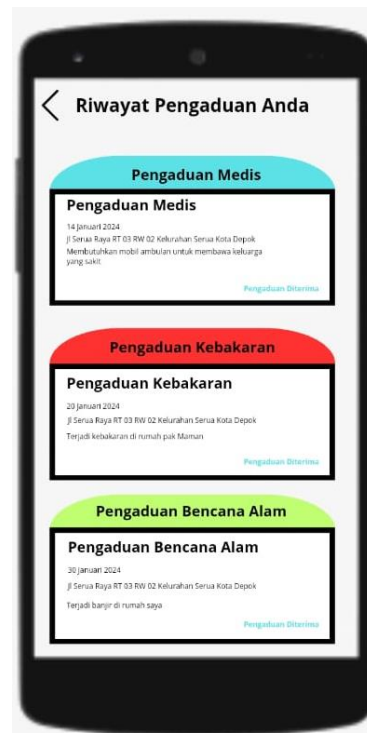 Riwayat Pengaduan Anda
Pengaduan Medis
Pengaduan Medis
14 Januari 2024
Jl Serua Raya RT 03 RW 02 Kelurahan Serua Kota Depok
Membutuhkan mobil ambulan untuk membawa keluarga
yang sakit
Pengaduan Diterima
Pengaduan Kebakaran
Pengaduan Kebakaran
20 Januari 2024
Jl Serua Raya RT 03 RW 02 Kelurahan Serua Kota Depok
Terjadi kebakaran di rumah pak Maman
Pengaduan Diterima
Pengaduan Bencana Alam
Pengaduan Bencana Alam
30 Januari 2024
Jl Serua Raya RT 03 RW 02 Kelurahan Serua Kota Depok
Terjadi banjir di rumah saya
Pengaduan Diterima